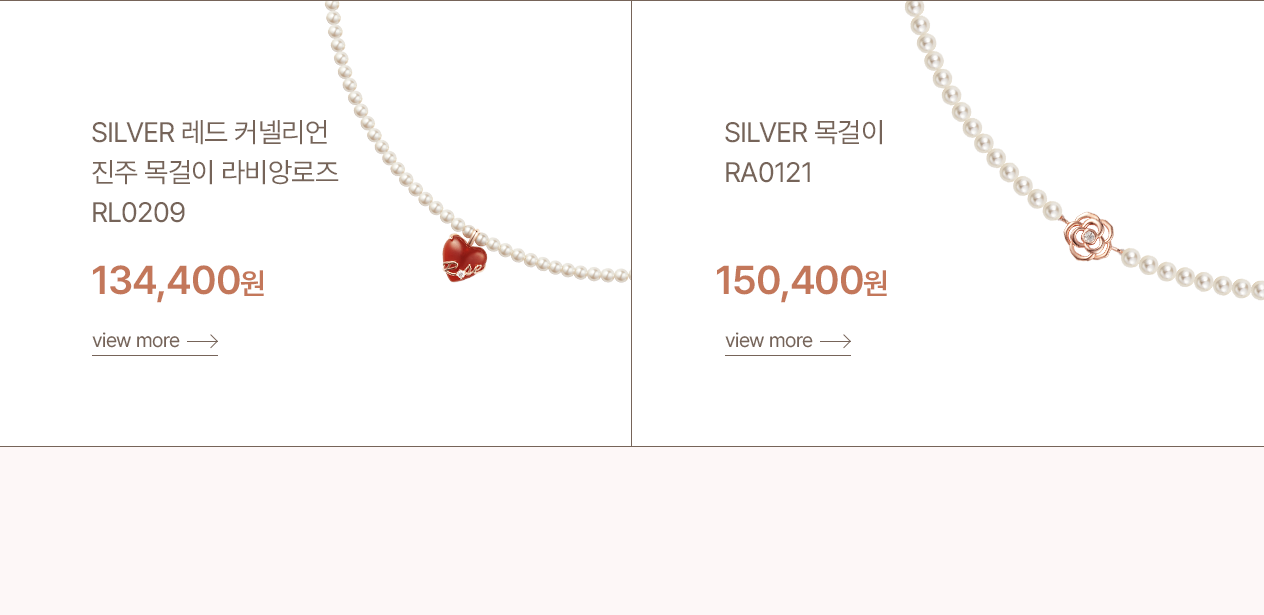 SILVER 레드 커넬리언
진주 목걸이 라비앙로즈
RL0209
134,400원
view more
SILVER 목걸이
RA0121
150,400원
view more
Rose